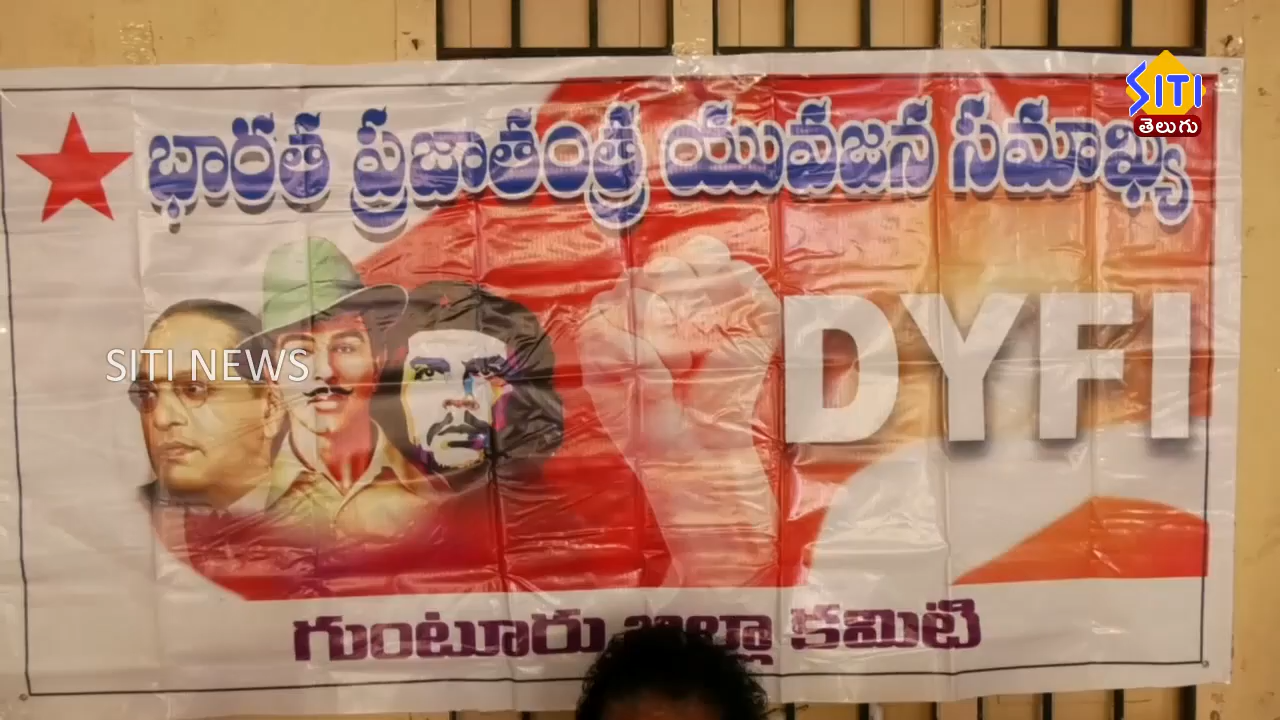 SITI
తెలుగు
భారత ప్రజాతంత్ర యువజన సమాఖ్య
SITI NEWS
DYFI
గుంటూరు జిల్లా కమిటి